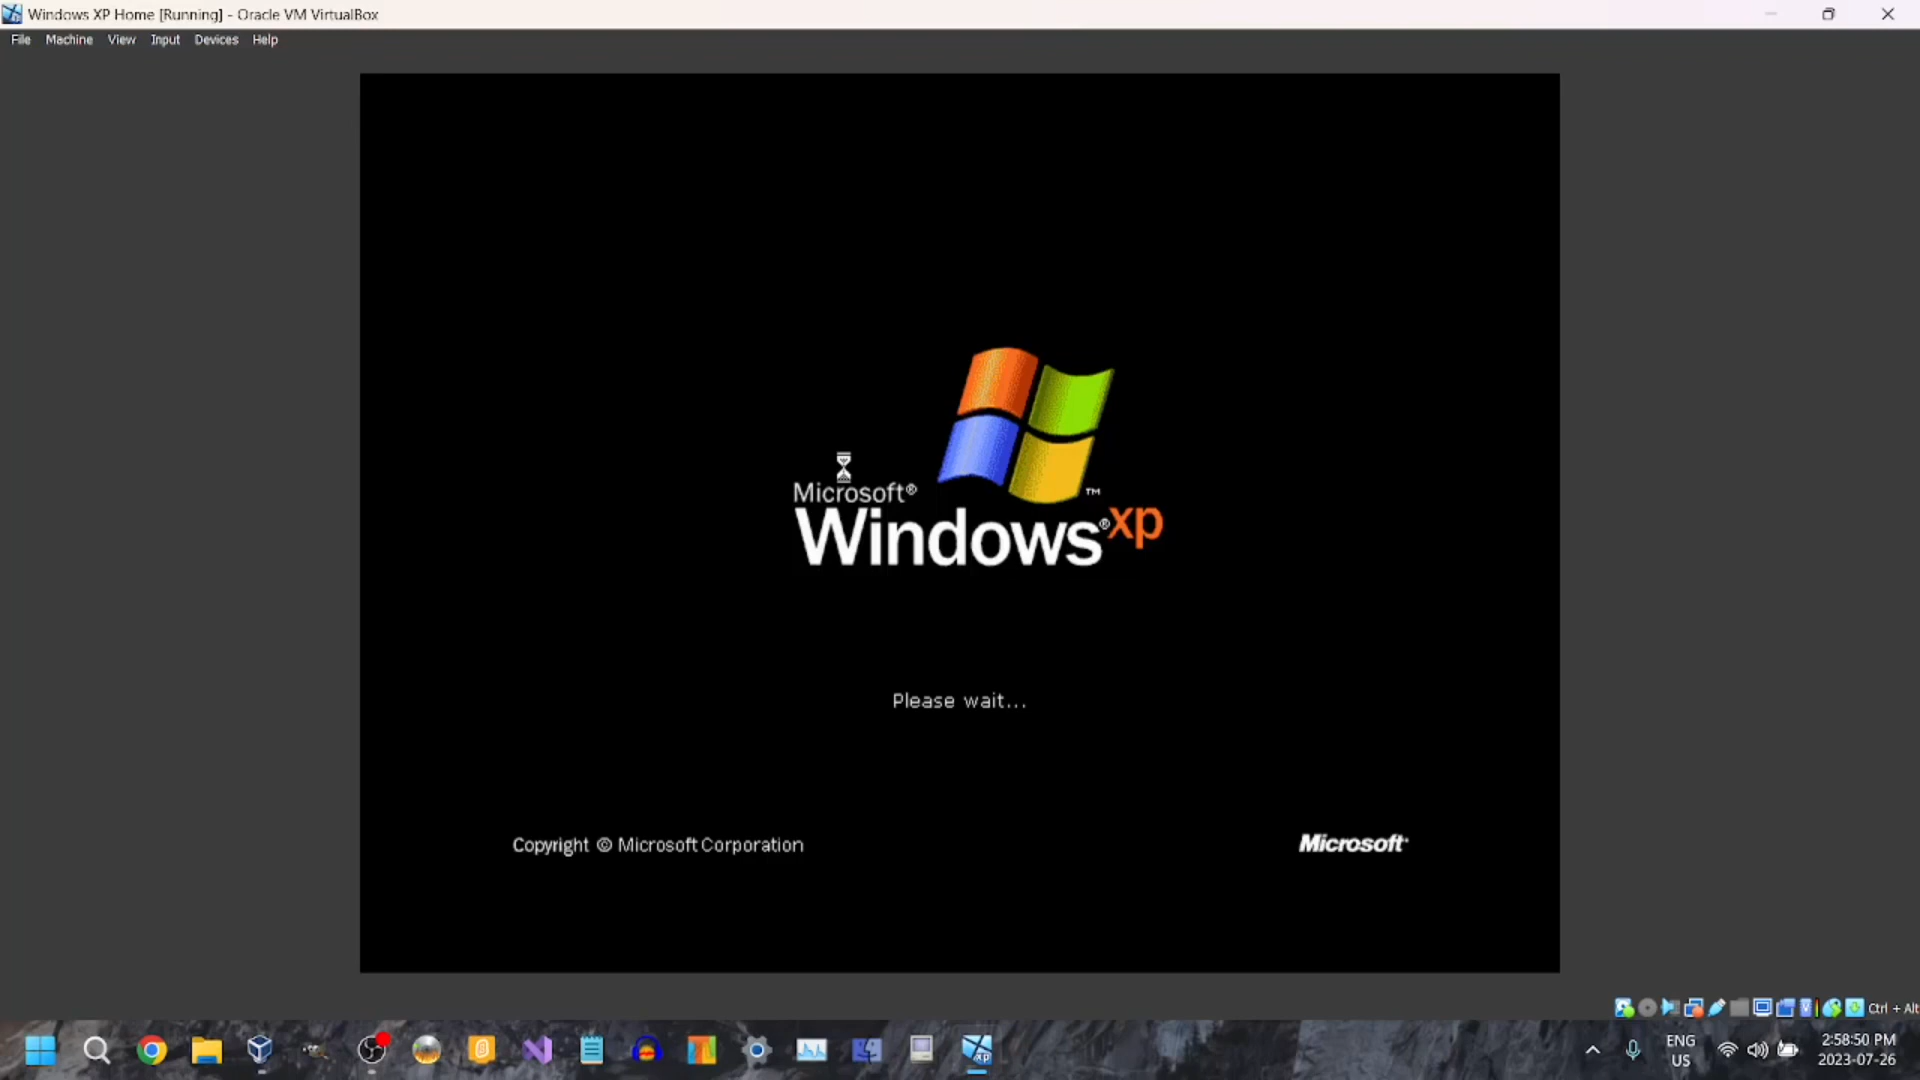 Windows XP Home [Running] - Oracle VM VirtualBox
File Machine View Input Devices Help
Microsoft®
Windows®xp
™
Please wait...
Copyright © Microsoft Corporation
Microsoft
Ctrl + Alt
ENG
US
2:58:50 PM
2023-07-26